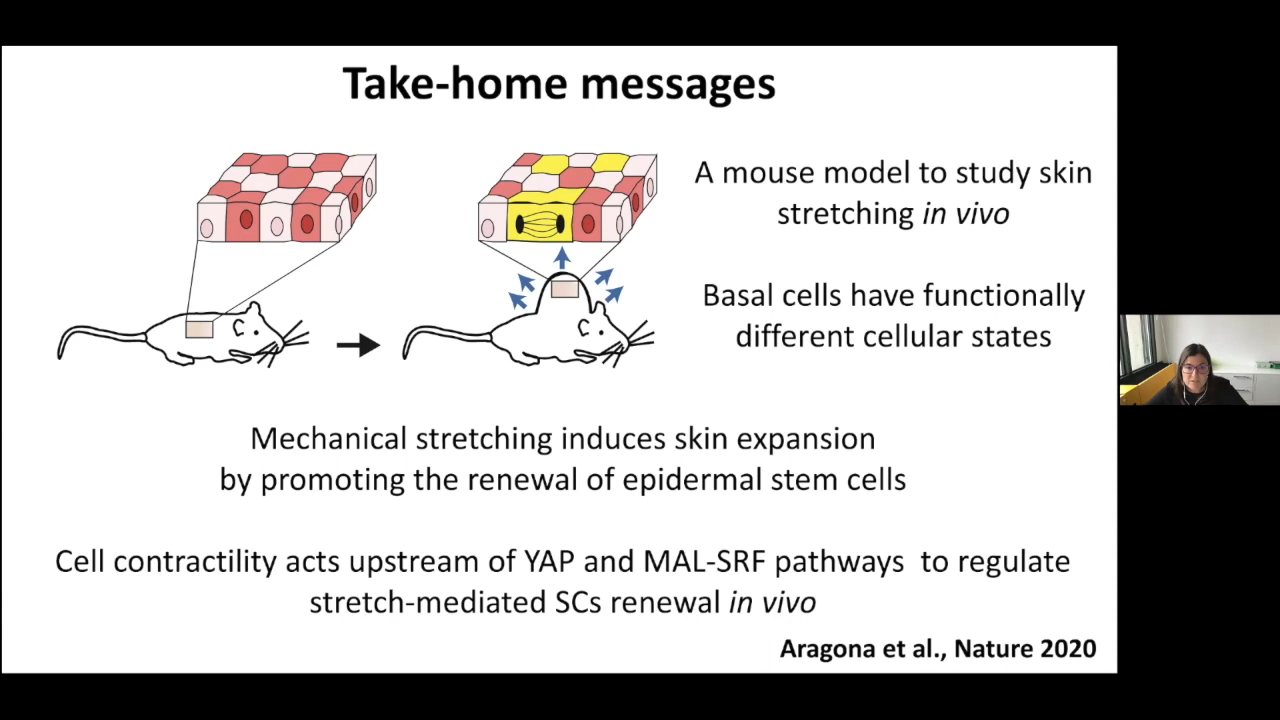 Take-home messages
A mouse model to study skin
stretching in vivo
Basal cells have functionally
different cellular states
Mechanical stretching induces skin expansion
by promoting the renewal of epidermal stem cells
Cell contractility acts upstream of YAP and MAL-SRF pathways to regulate
stretch-mediated SCs renewal in vivo
Aragona et al., Nature 2020